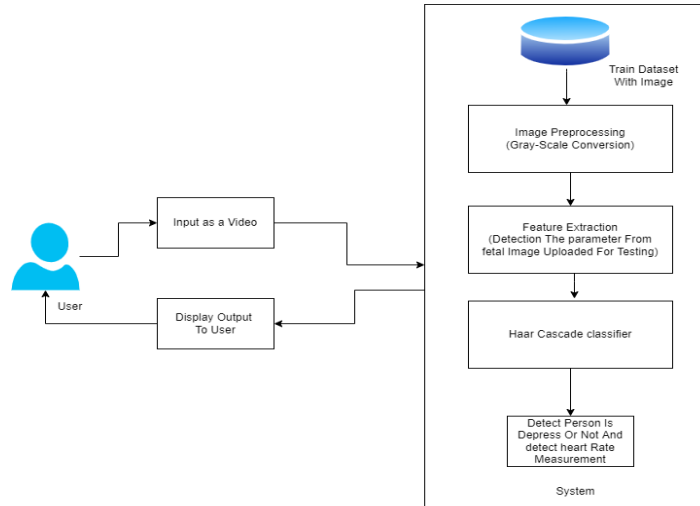 Train Dataset
With Image
Image Preprocessing
(Gray-Scale Conversion)
Input as a Video
Feature Extraction
(Detection The parameter From
fetal Image Uploaded For Testing)
User
Display Output
To User
Haar Cascade classifier
Detect Person Is
Depress Or Not And
detect heart Rate
Measurement
System